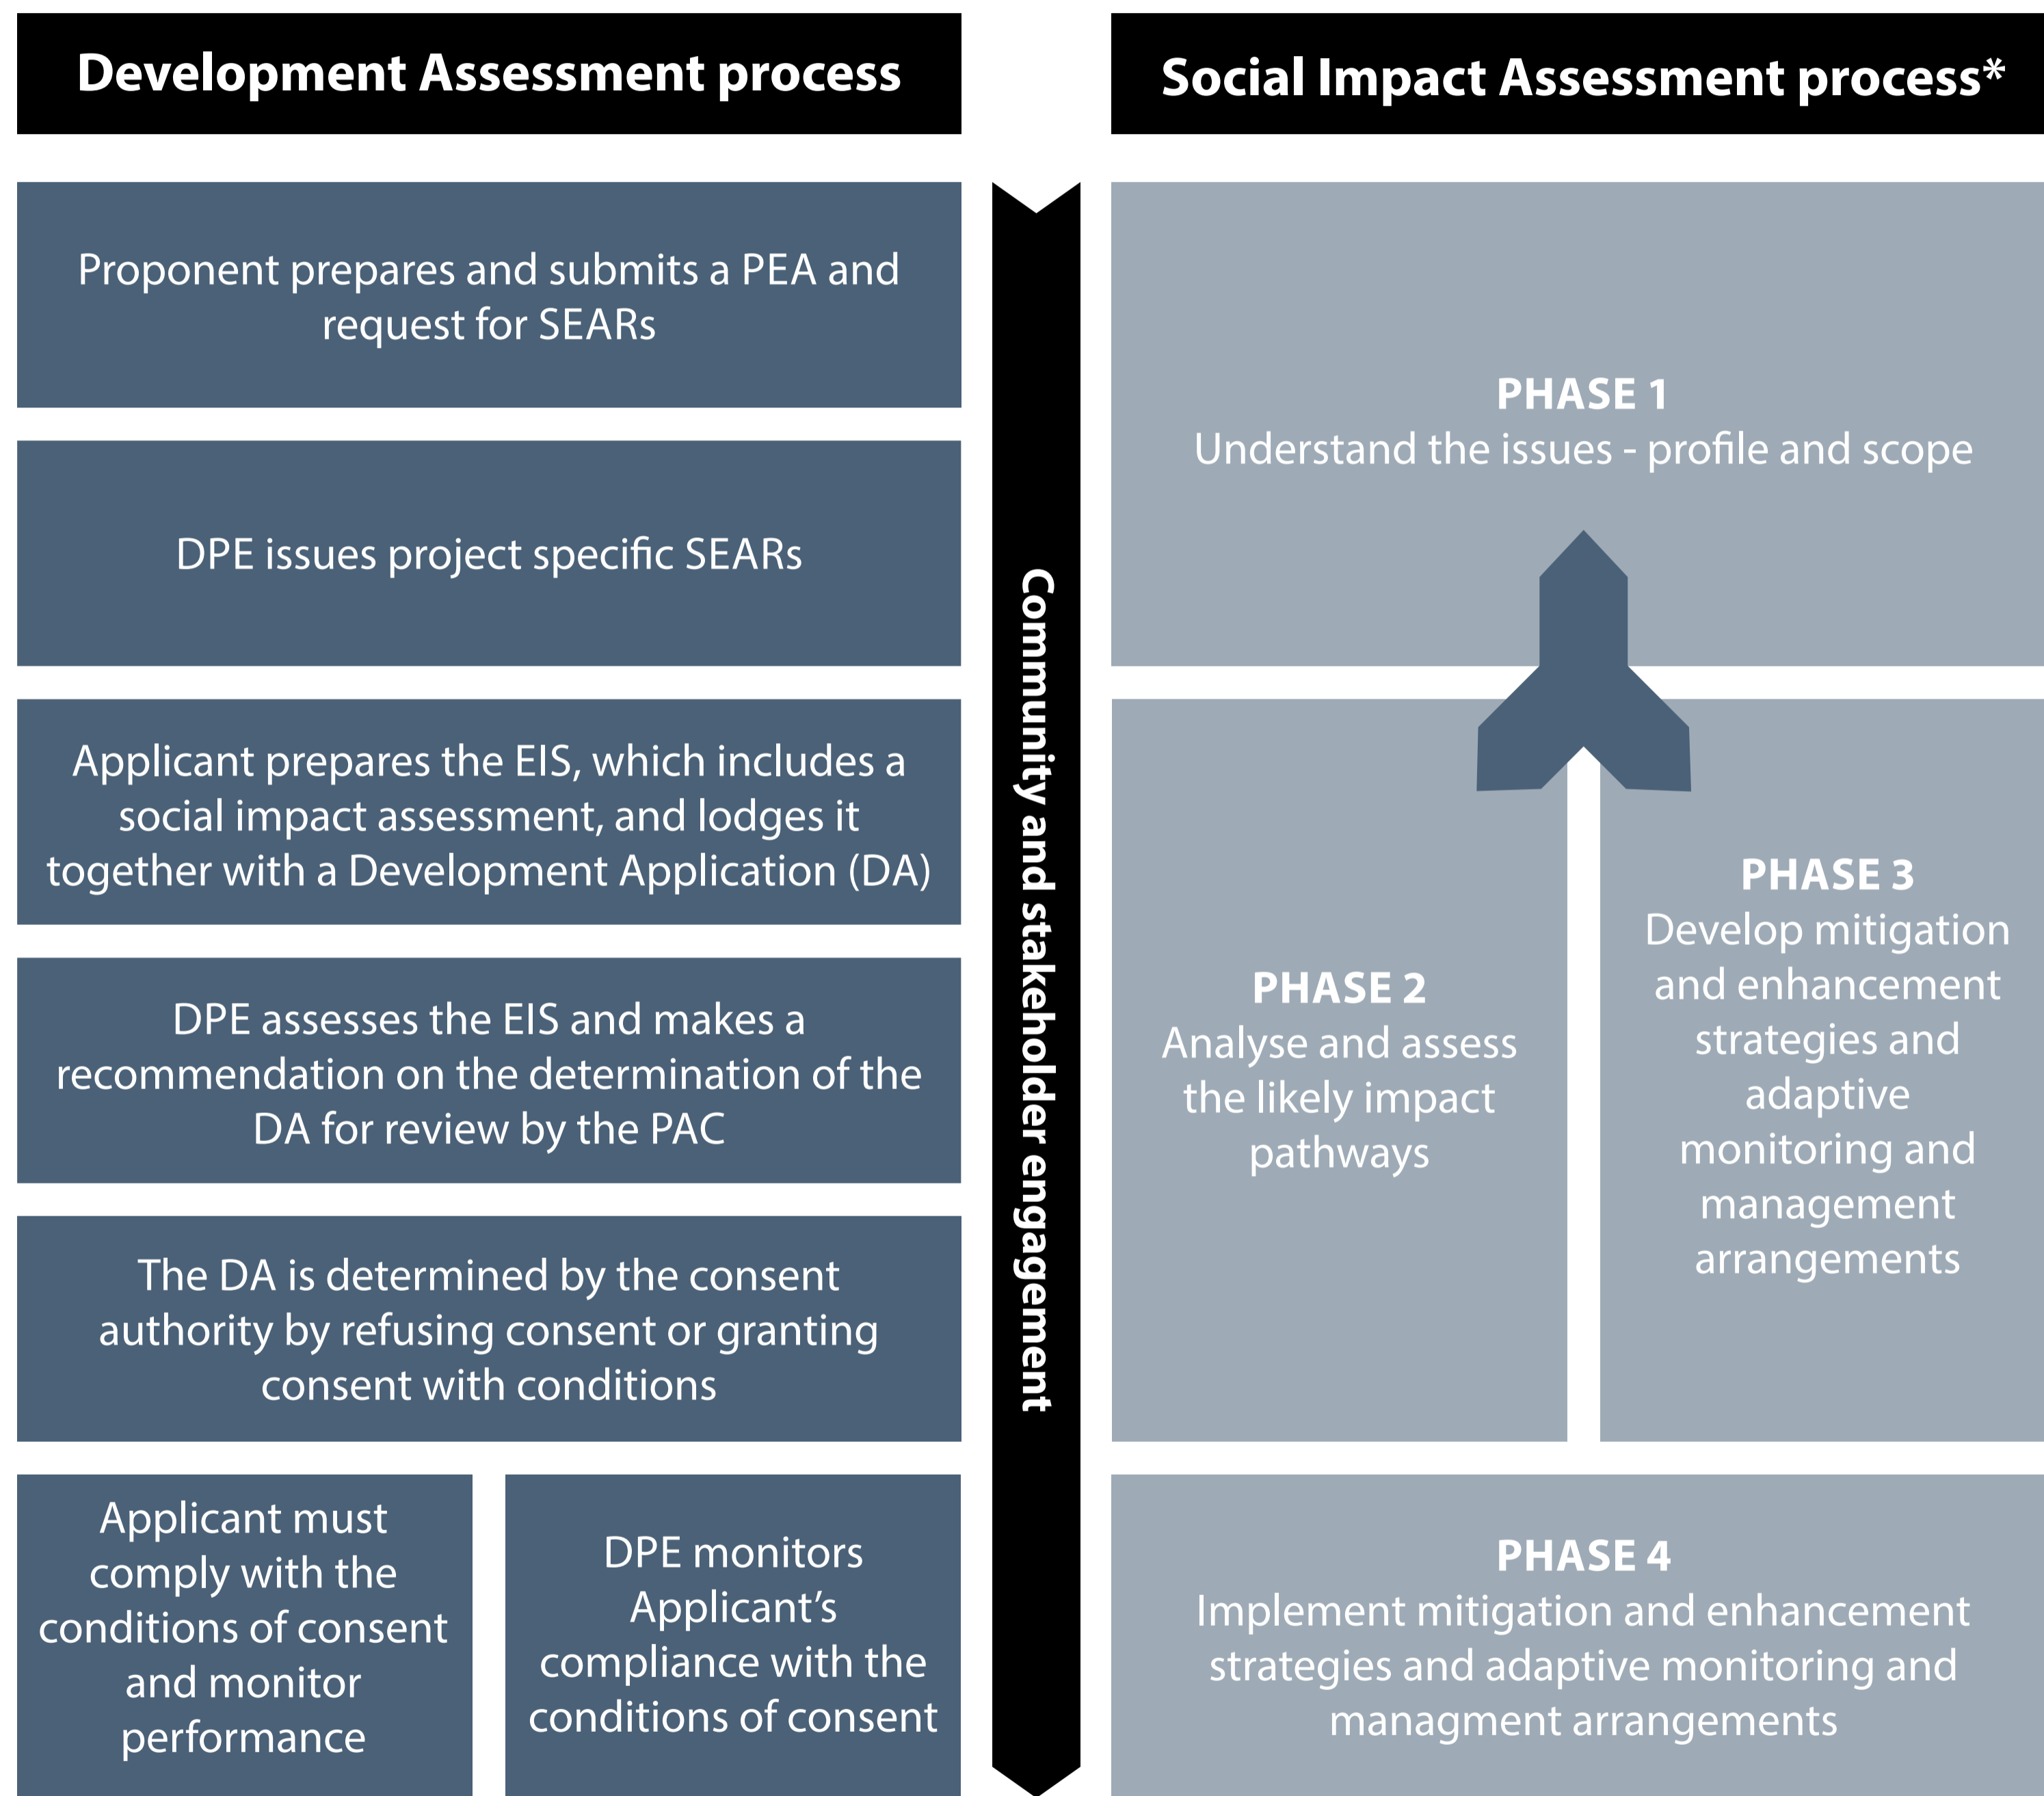 Development Assessment process
Social Impact Assessment process*
Proponent prepares and submits a PEA and
request for SEARs
DPE issues project specific SEARs
Applicant prepares the EIS, which includes a
social impact assessment, and lodges it
together with a Development Application (DA)
DPE assesses the EIS and makes a
recommendation on the determination of the
DA for review by the PAC
The DA is determined by the consent
authority by refusing consent or granting
consent with conditions
Applicant must
comply with the
conditions of consent
and monitor
performance
DPE monitors
Applicant’s
compliance with the
conditions of consent
Community and stakeholder engagement
PHASE 1
Understand the issues - profile and scope
PHASE 2
Analyse and assess
the likely impact
pathways
PHASE 3
Develop mitigation
and enhancement
strategies and
adaptive
monitoring and
management
arrangements
PHASE 4
Implement mitigation and enhancement
strategies and adaptive monitoring and
managment arrangements